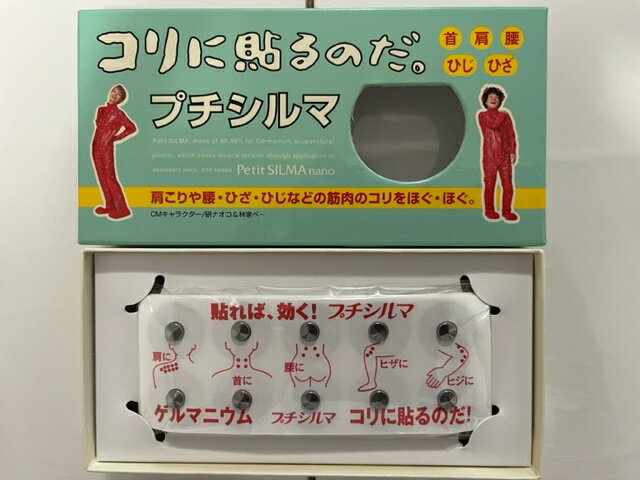 コリに貼るのだ。
首 肩 腰
ひじ ひざ
プチシルマ
Petit SILMA, made of 99.99% for Germanium acupunctural
plaster, which eases muscle tension through application to
shoulders, neck, and knees Petit SILMA nano
肩こりや腰・ひざ・ひじなどの筋肉のコリをほぐ・ほぐ。
CMキャラクター/研ナオコ&林家ペー
貼れば、効く! プチシルマ
肩に
首に
腰に
ヒザに
ヒジに
ゲルマニウム プチシルマ コリに貼るのだ!